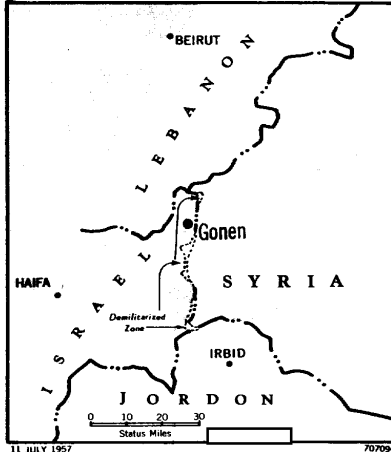 BEIRUT
LEBANON
Gonen
SYRIA
HAIFA
ISRAEL
Demilitarized
Zone
IRBID
JORDON
0 10 20 30
Status Miles
11 JULY 1957 70709